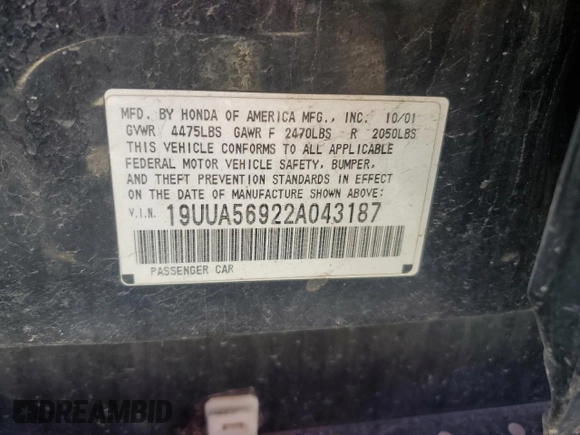 MFD. BY HONDA OF AMERICA MFG., INC. 10/01
GVWR 4475LBS GAWR F 2470LBS R 2050LBS
THIS VEHICLE CONFORMS TO ALL APPLICABLE
FEDERAL MOTOR VEHICLE SAFETY, BUMPER,
AND THEFT PREVENTION STANDARDS IN EFFECT
ON THE DATE OF MANUFACTURE SHOWN ABOVE:
V.I.N. 19UUA56922A043187
PASSENGER CAR
DREAMBID